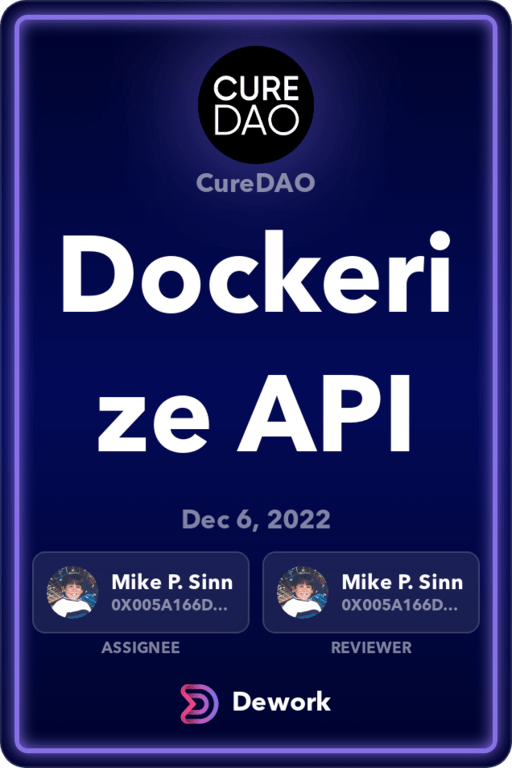 CURE
DAO
CureDAO
Dockeri
ze API
Dec 6, 2022
Mike P. Sinn
0X005A166D...
ASSIGNEE
Mike P. Sinn
0X005A166D...
REVIEWER
Dework